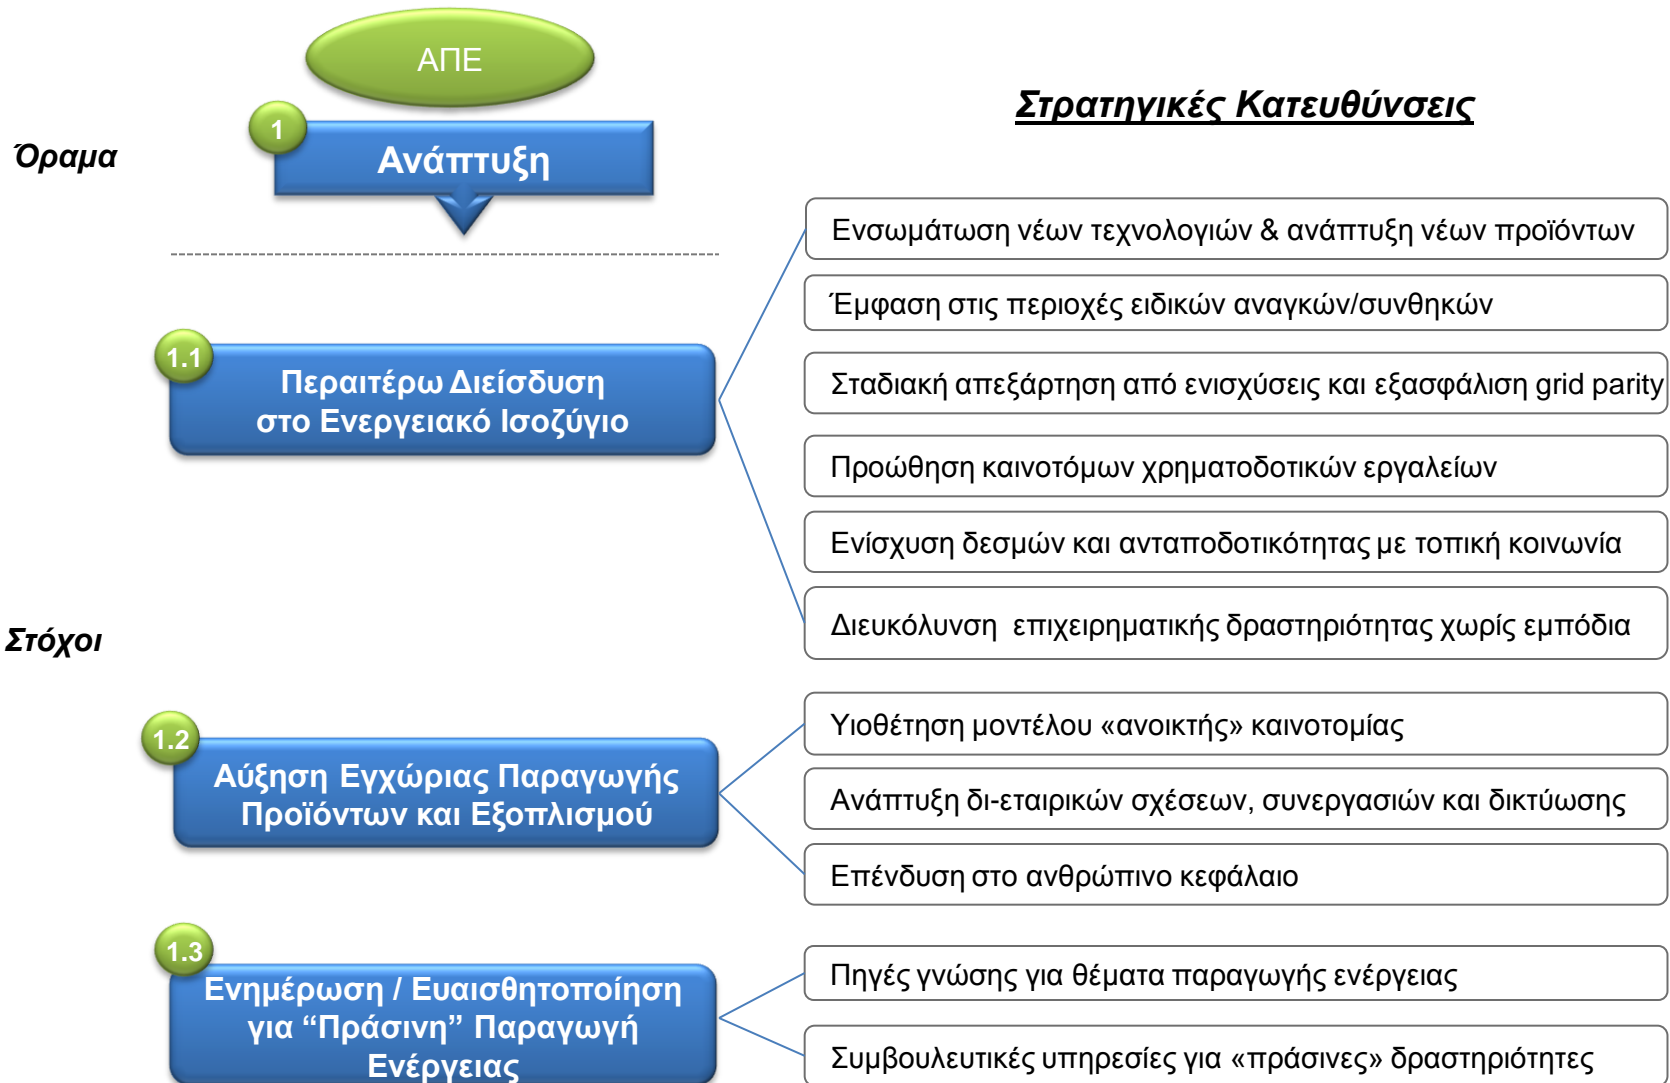 ΑΠΕ
Στρατηγικές Κατευθύνσεις
1
Όραμα
Ανάπτυξη
Ενσωμάτωση νέων τεχνολογιών & ανάπτυξη νέων προϊόντων
Έμφαση στις περιοχές ειδικών αναγκών/συνθηκών
1.1
Περαιτέρω Διείσδυση
στο Ενεργειακό Ισοζύγιο
Σταδιακή απεξάρτηση από ενισχύσεις και εξασφάλιση grid parity
Προώθηση καινοτόμων χρηματοδοτικών εργαλείων
Ενίσχυση δεσμών και ανταποδοτικότητας με τοπική κοινωνία
Διευκόλυνση  επιχειρηματικής δραστηριότητας χωρίς εμπόδια
Στόχοι
1.2
Αύξηση Εγχώριας Παραγωγής
Προϊόντων και Εξοπλισμού
Υιοθέτηση μοντέλου «ανοικτής» καινοτομίας
Ανάπτυξη δι-εταιρικών σχέσεων, συνεργασιών και δικτύωσης
Επένδυση στο ανθρώπινο κεφάλαιο
1.3
Ενημέρωση / Ευαισθητοποίηση
για “Πράσινη” Παραγωγή
Ενέργειας
Πηγές γνώσης για θέματα παραγωγής ενέργειας
Συμβουλευτικές υπηρεσίες για «πράσινες» δραστηριότητες